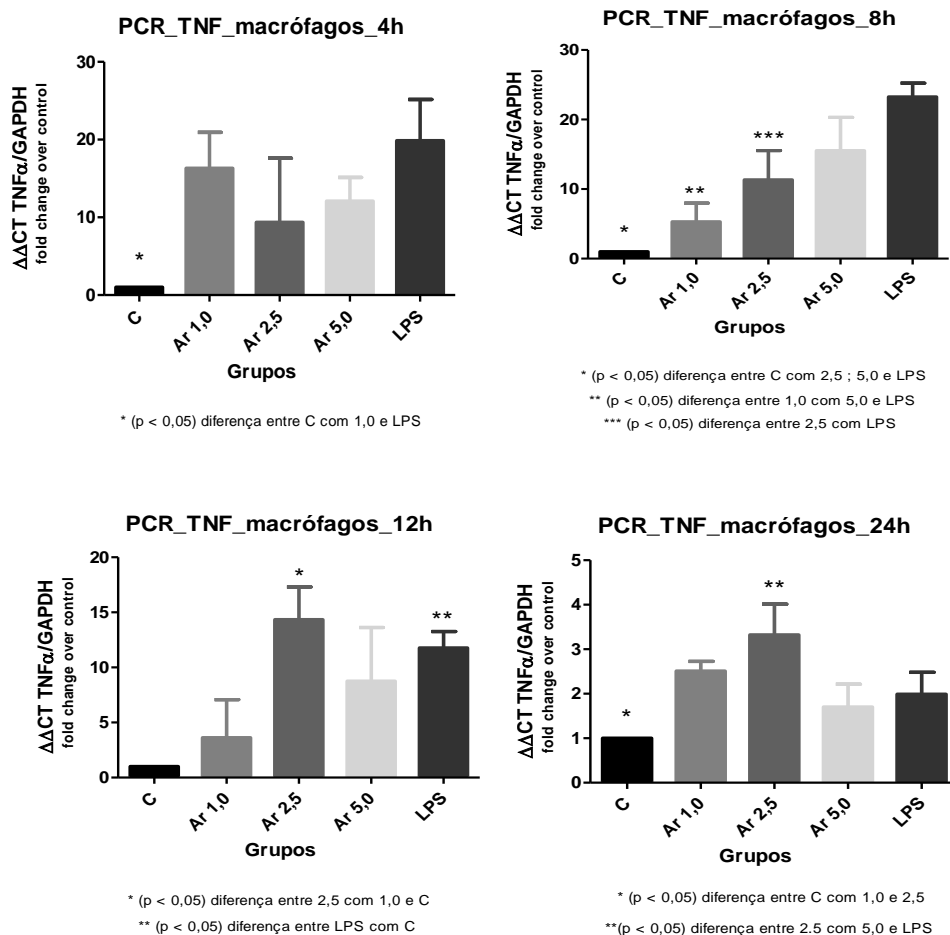 PCR_TNF_macrófagos_4h
ΔΔCT TNFα/GAPDH
fold change over control
30
20
10
0
C
Ar 1,0
Ar 2,5
Ar 5,0
LPS
*
Grupos
* (p < 0,05) diferença entre C com 1,0 e LPS
PCR_TNF_macrófagos_8h
ΔΔCT TNFα/GAPDH
fold change over control
30
20
10
0
*
**
***
C
Ar 1,0
Ar 2,5
Ar 5,0
LPS
Grupos
* (p < 0,05) diferença entre C com 2,5 ; 5,0 e LPS
** (p < 0,05) diferença entre 1,0 com 5,0 e LPS
*** (p < 0,05) diferença entre 2,5 com LPS
PCR_TNF_macrófagos_12h
ΔΔCT TNFα/GAPDH
fold change over control
20
15
10
5
0
*
**
C
Ar 1,0
Ar 2,5
Ar 5,0
LPS
Grupos
* (p < 0,05) diferença entre 2,5 com 1,0 e C
** (p < 0,05) diferença entre LPS com C
PCR_TNF_macrófagos_24h
ΔΔCT TNFα/GAPDH
fold change over control
5
4
3
2
1
0
*
**
C
Ar 1,0
Ar 2,5
Ar 5,0
LPS
Grupos
* (p < 0,05) diferença entre C com 1,0 e 2,5
**(p < 0,05) diferença entre 2.5 com 5,0 e LPS